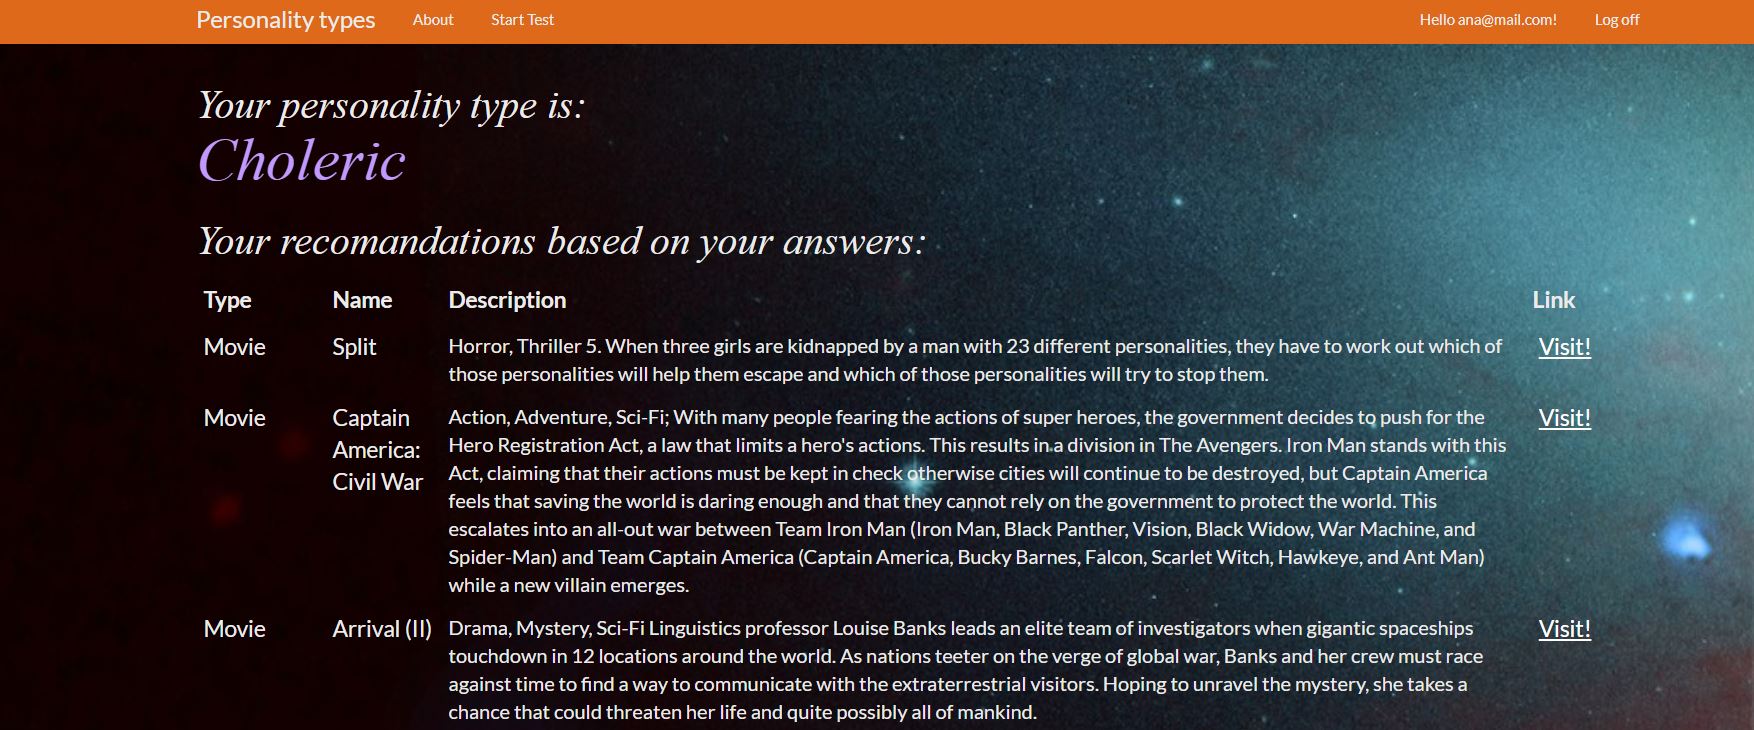 Personality types About Start Test Hello ana@mail.com! Log off
Your personality type is:
Choleric
Your recomandations based on your answers:
Type Name Description Link
Movie Split Horror, Thriller 5. When three girls are kidnapped by a man with 23 different personalities, they have to work out which of Visit!
those personalities will help them escape and which of those personalities will try to stop them.
Movie Captain Action, Adventure, Sci-Fi; With many people fearing the actions of super heroes, the government decides to push for the Visit!
America: Hero Registration Act, a law that limits a hero's actions. This results in a division in The Avengers. Iron Man stands with this
Civil War Act, claiming that their actions must be kept in check otherwise cities will continue to be destroyed, but Captain America
feels that saving the world is daring enough and that they cannot rely on the government to protect the world. This
escalates into an all-out war between Team Iron Man (Iron Man, Black Panther, Vision, Black Widow, War Machine, and
Spider-Man) and Team Captain America (Captain America, Bucky Barnes, Falcon, Scarlet Witch, Hawkeye, and Ant Man)
while a new villain emerges.
Movie Arrival (II) Drama, Mystery, Sci-Fi Linguistics professor Louise Banks leads an elite team of investigators when gigantic spaceships Visit!
touchdown in 12 locations around the world. As nations teeter on the verge of global war, Banks and her crew must race
against time to find a way to communicate with the extraterrestrial visitors. Hoping to unravel the mystery, she takes a
chance that could threaten her life and quite possibly all of mankind.